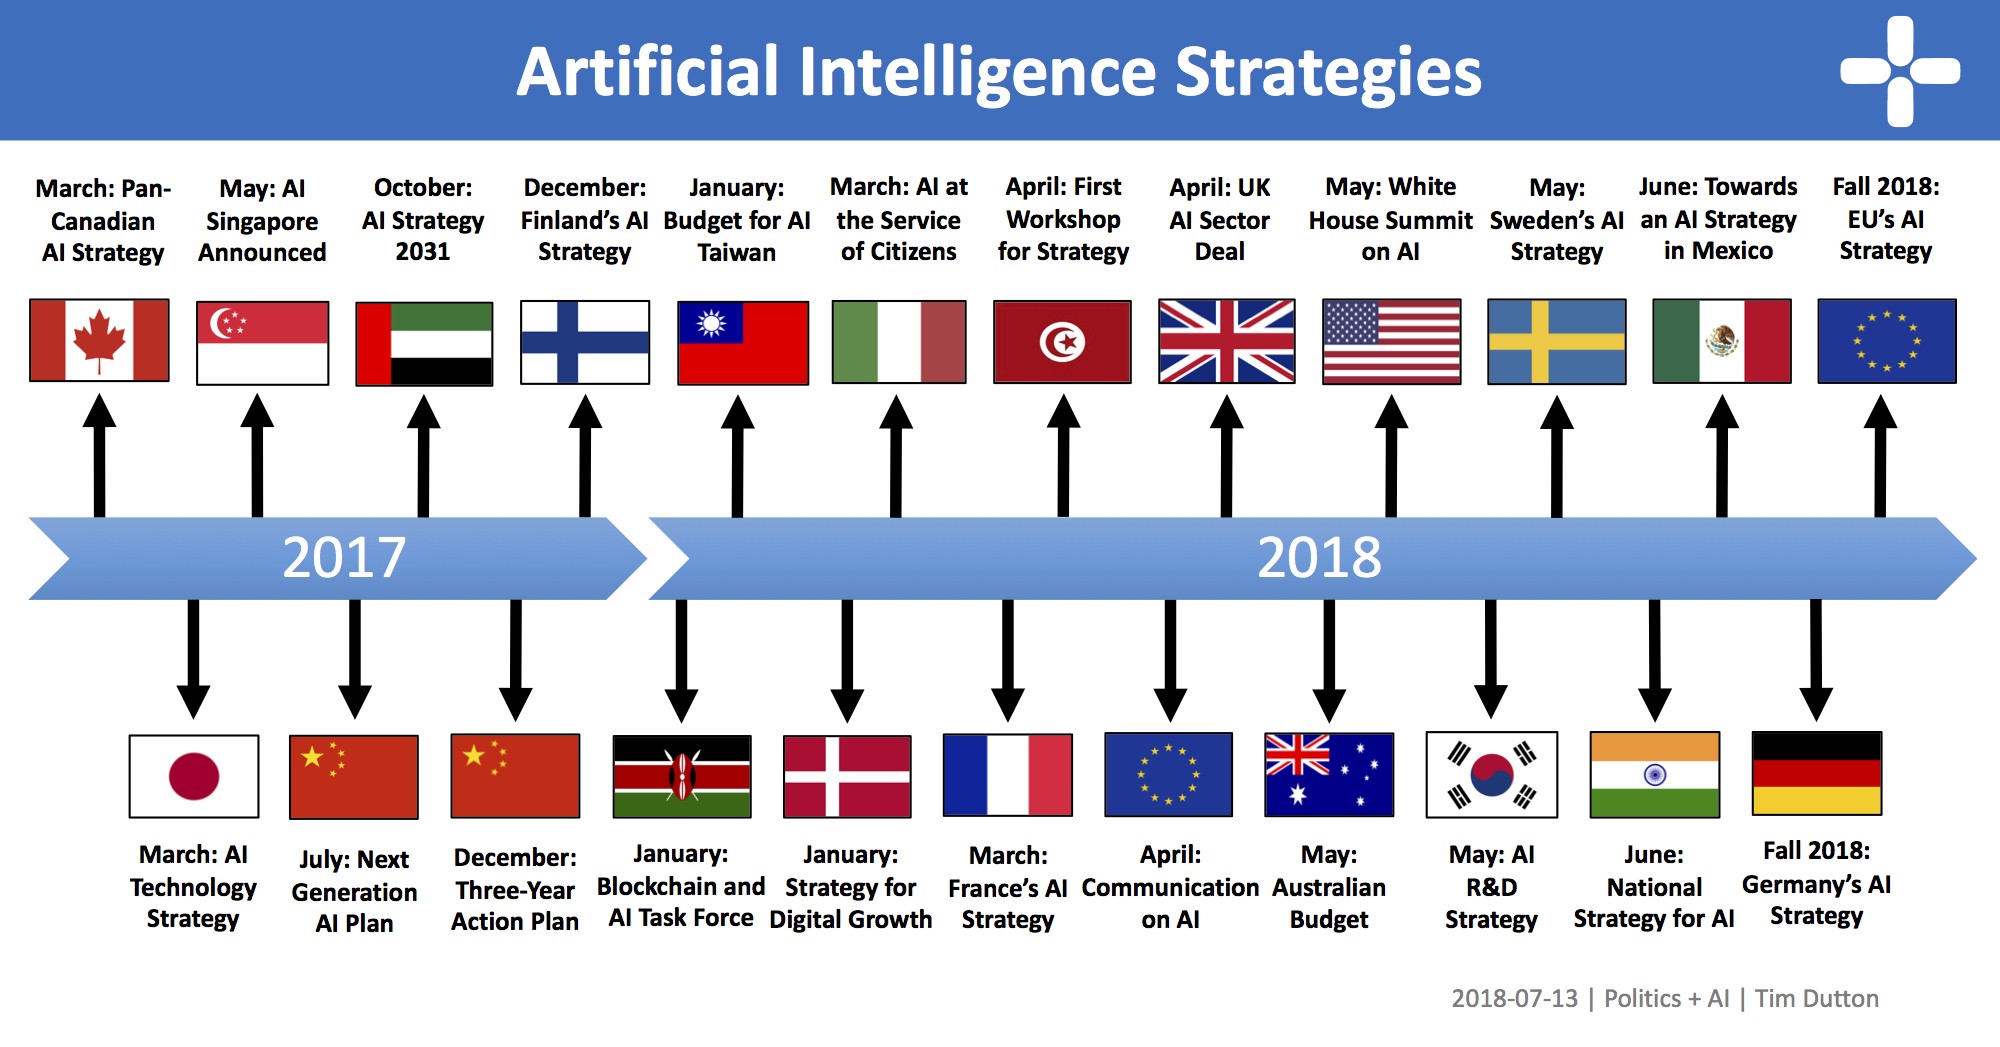 Artificial Intelligence Strategies
March: Pan-
Canadian
AI Strategy
May: AI
Singapore
Announced
October:
AI Strategy
2031
December:
Finland's AI
Strategy
January:
Budget for AI
Taiwan
March: AI at
the Service
of Citizens
April: First
Workshop
for Strategy
April: UK
AI Sector
Deal
May: White
House Summit
on AI
May:
Sweden's AI
Strategy
June: Towards
an AI Strategy
in Mexico
Fall 2018:
EU's AI
Strategy
2017
2018
March: AI
Technology
Strategy
July: Next
Generation
AI Plan
December:
Three-Year
Action Plan
January:
Blockchain and
AI Task Force
January:
Strategy for
Digital Growth
March:
France's AI
Strategy
April:
Communication
on AI
May:
Australian
Budget
May: AI
R&D
Strategy
June:
National
Strategy for AI
Fall 2018:
Germany's AI
Strategy
2018-07-13 | Politics + AI | Tim Dutton